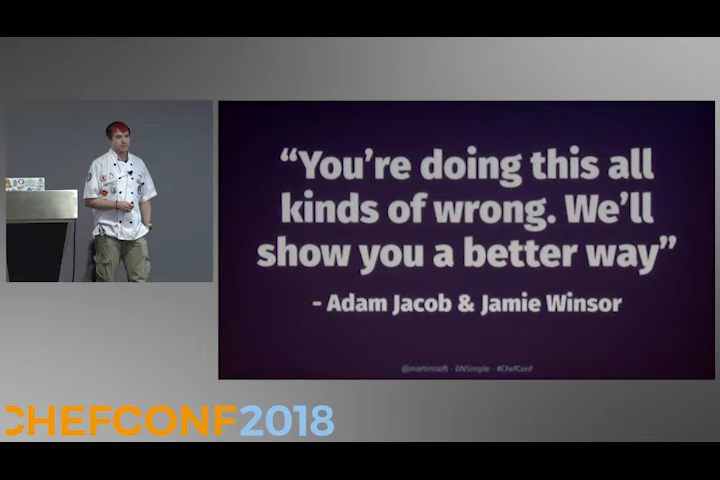 “You’re doing this all
kinds of wrong. We’ll
show you a better way”
- Adam Jacob & Jamie Winsor
@martinisoft · DNSimple · #ChefConf
CHEFCONF2018